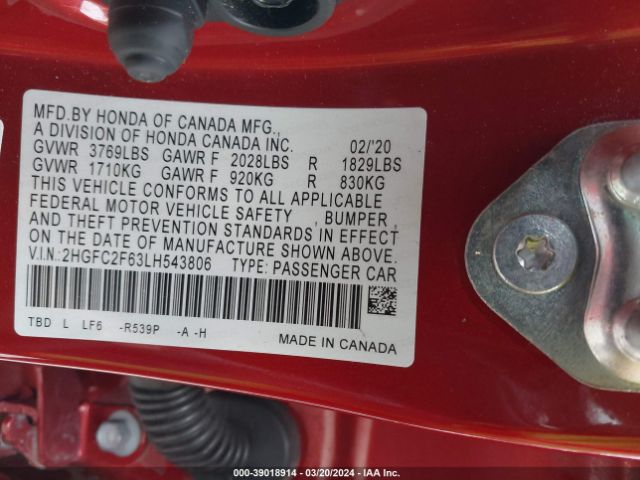 MFD.BY HONDA OF CANADA MFG.,
A DIVISION OF HONDA CANADA INC. 02/'20
GVWR 3769LBS GAWR F 2028LBS R 1829LBS
GVWR 1710KG GAWR F 920KG R 830KG
THIS VEHICLE CONFORMS TO ALL APPLICABLE
FEDERAL MOTOR VEHICLE SAFETY , BUMPER ,
AND THEFT PREVENTION STANDARDS IN EFFECT
ON THE DATE OF MANUFACTURE SHOWN ABOVE.
V.I.N.:2HGFC2F63LH543806 TYPE: PASSENGER CAR
TBD L LF6 -R539P -A -H
MADE IN CANADA
000-39018914 — 03/20/2024 — IAA Inc.